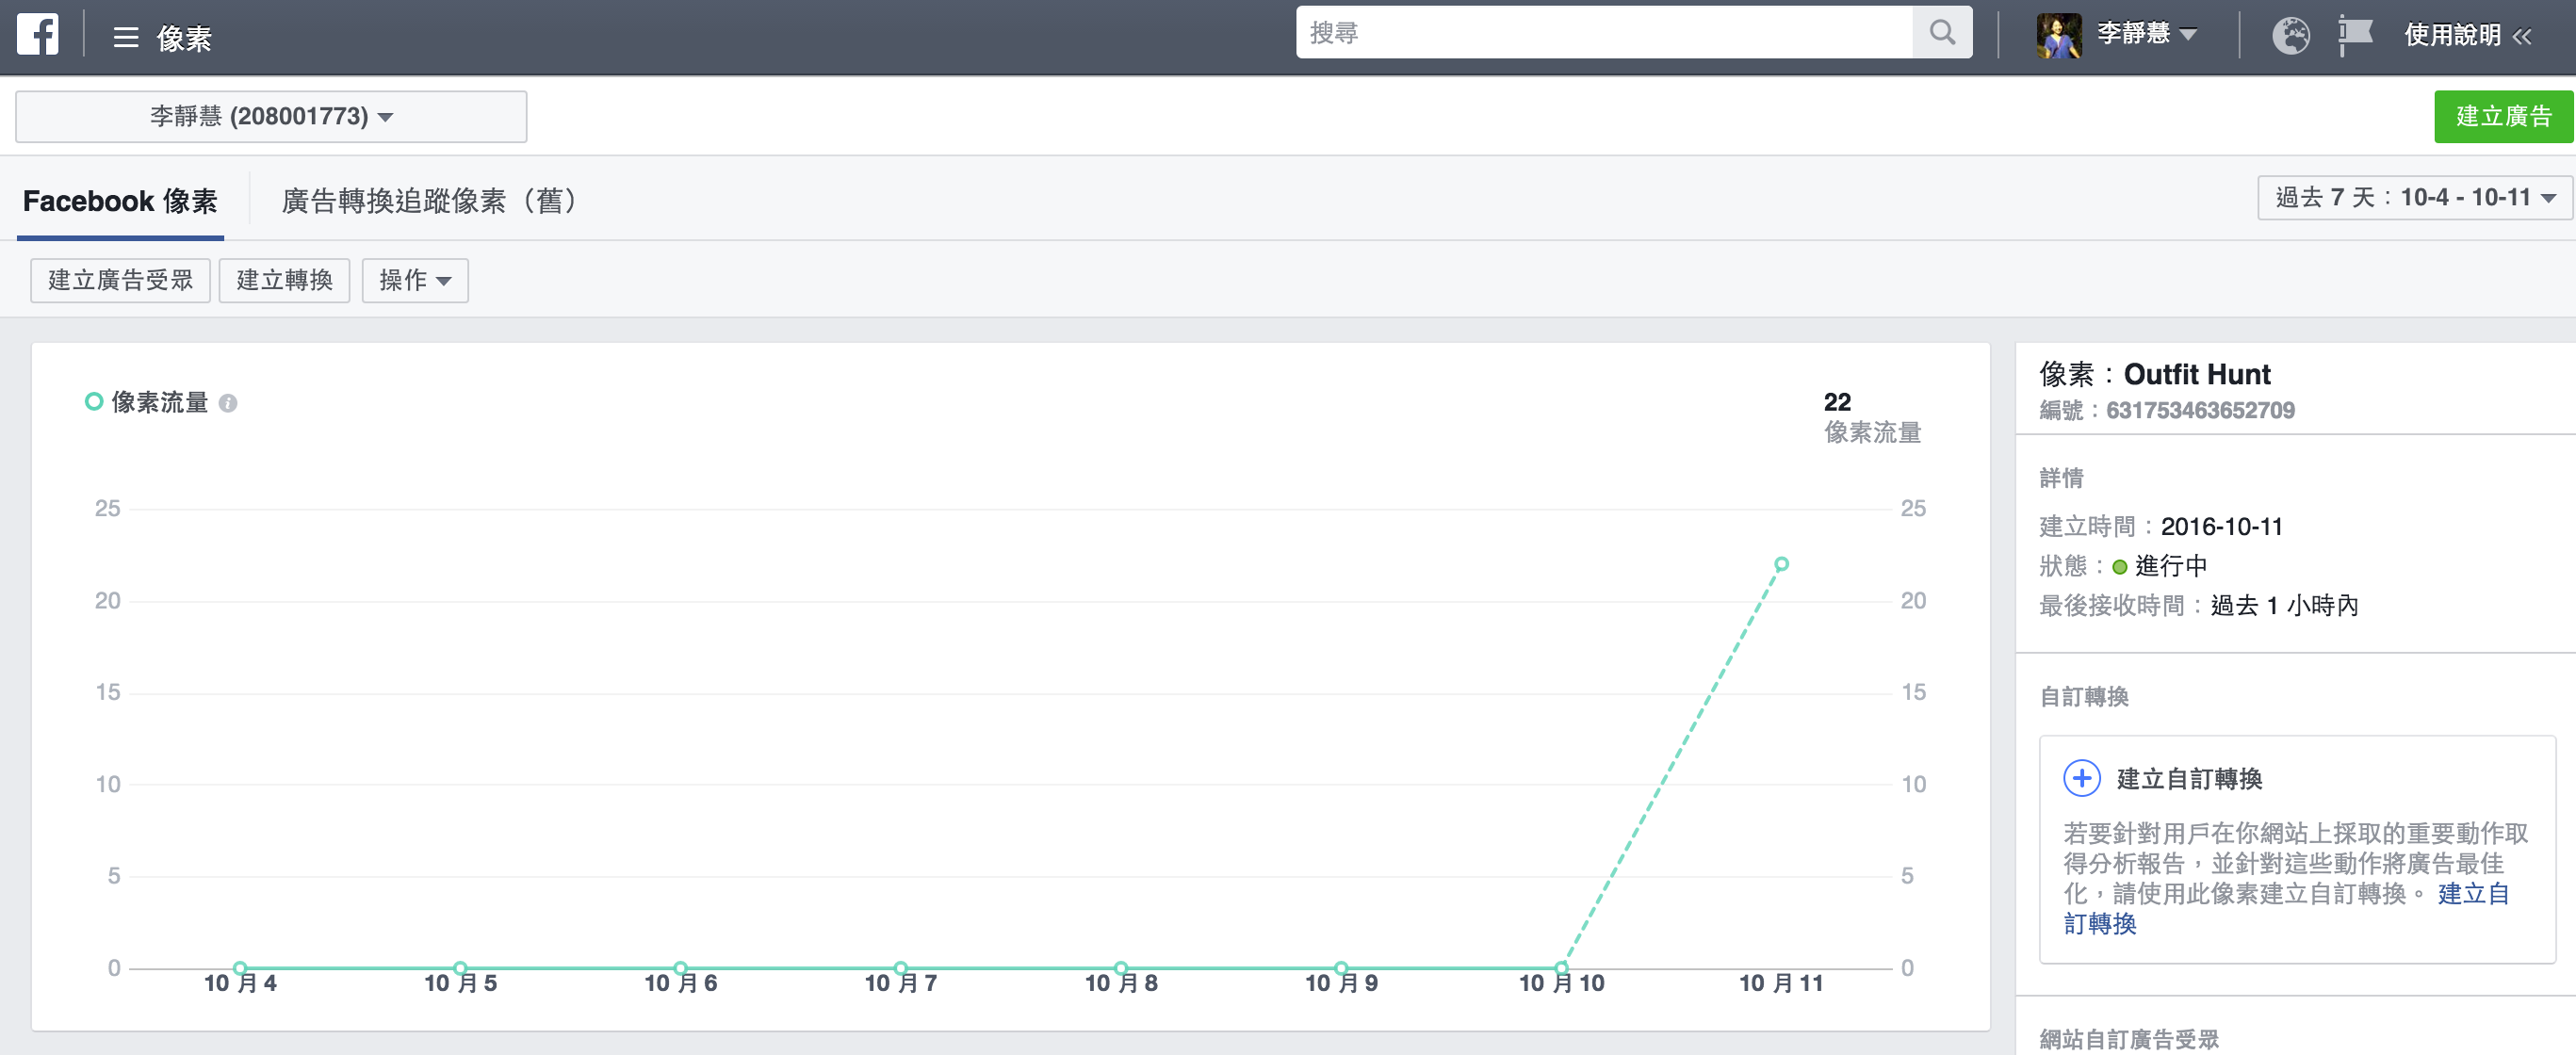 像素
搜尋
李靜慧
使用說明
李靜慧 (208001773)
建立廣告
Facebook 像素
廣告轉換追蹤像素（舊）
過去 7 天：10-4 - 10-11
建立廣告受眾
建立轉換
操作
像素流量
22
像素流量
25
25
20
20
15
15
10
10
5
5
0
0
10 月 4
10 月 5
10 月 6
10 月 7
10 月 8
10 月 9
10 月 10
10 月 11
像素：Outfit Hunt
編號：631753463652709
詳情
建立時間：2016-10-11
狀態：進行中
最後接收時間：過去 1 小時內
自訂轉換
建立自訂轉換
若要針對用戶在你網站上採取的重要動作取
得分析報告，並針對這些動作將廣告最佳
化，請使用此像素建立自訂轉換。 建立自
訂轉換
網站自訂廣告受眾